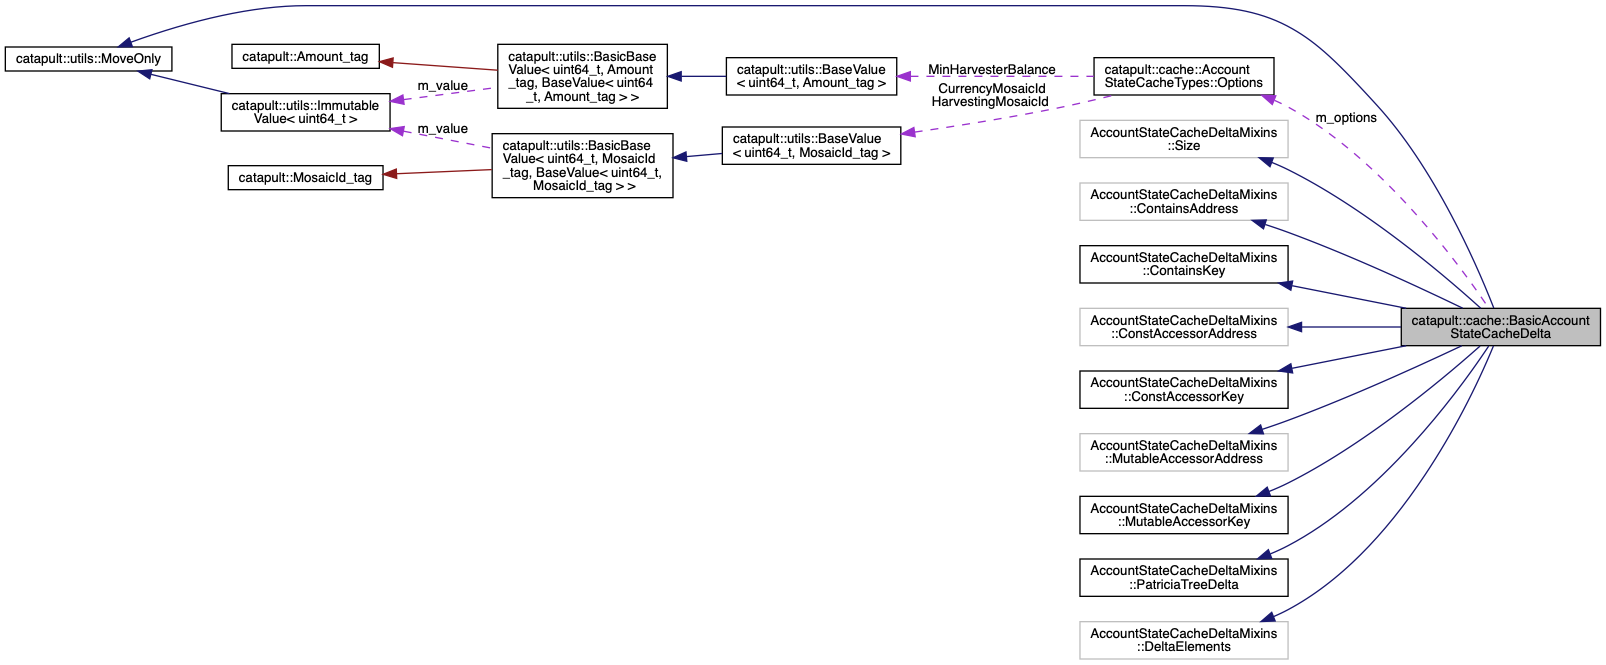 catapult::utils::MoveOnly
catapult::Amount_tag
catapult::utils::Immutable
Value< uint64_t >
catapult::MosaicId_tag
m_value
m_value
catapult::utils::BasicBase
Value< uint64_t, Amount
_tag, BaseValue< uint64
_t, Amount_tag > >
catapult::utils::BasicBase
Value< uint64_t, MosaicId
_tag, BaseValue< uint64_t,
MosaicId_tag > >
catapult::utils::BaseValue
< uint64_t, Amount_tag >
catapult::utils::BaseValue
< uint64_t, MosaicId_tag >
MinHarvesterBalance
CurrencyMosaicId
HarvestingMosaicId
catapult::cache::Account
StateCacheTypes::Options
m_options
AccountStateCacheDeltaMixins
::Size
AccountStateCacheDeltaMixins
::ContainsAddress
AccountStateCacheDeltaMixins
::ContainsKey
AccountStateCacheDeltaMixins
::ConstAccessorAddress
AccountStateCacheDeltaMixins
::ConstAccessorKey
AccountStateCacheDeltaMixins
::MutableAccessorAddress
AccountStateCacheDeltaMixins
::MutableAccessorKey
AccountStateCacheDeltaMixins
::PatriciaTreeDelta
AccountStateCacheDeltaMixins
::DeltaElements
catapult::cache::BasicAccount
StateCacheDelta